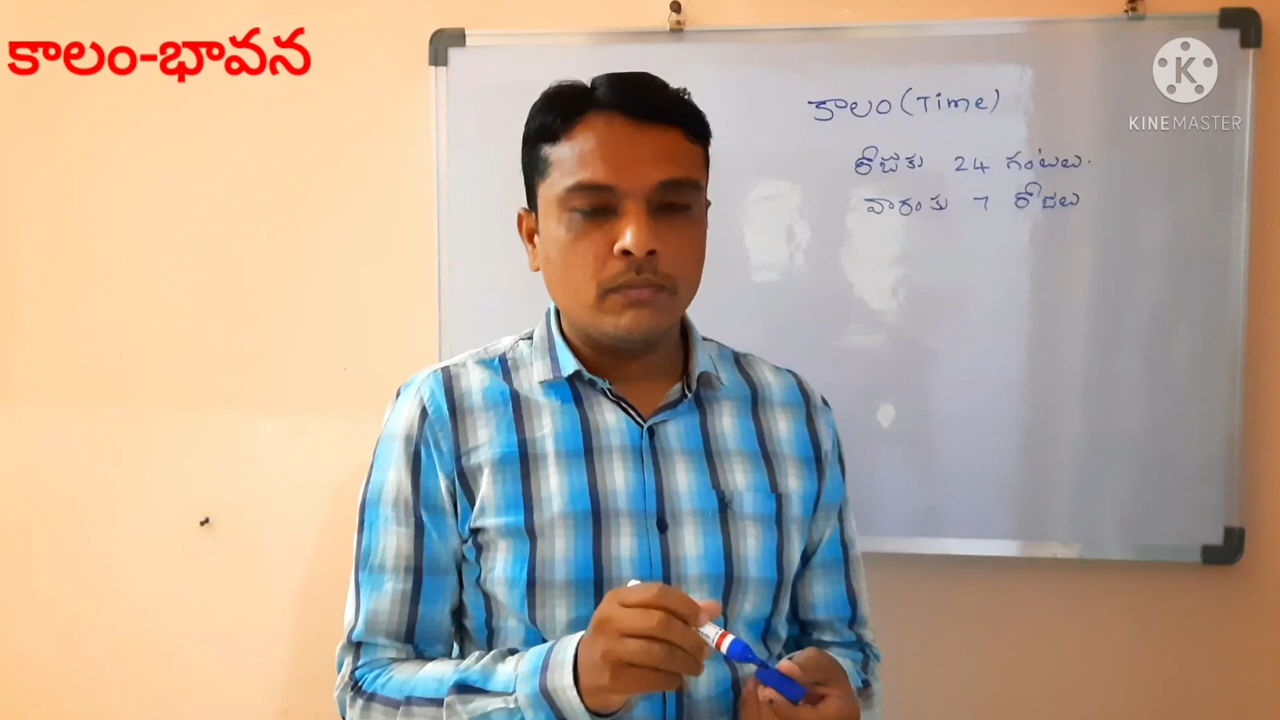 కాలం-భావన
కాలం (Time)
రోజుకు 24 గంటలు.
వారంకు 7 రోజులు
KINEMASTER